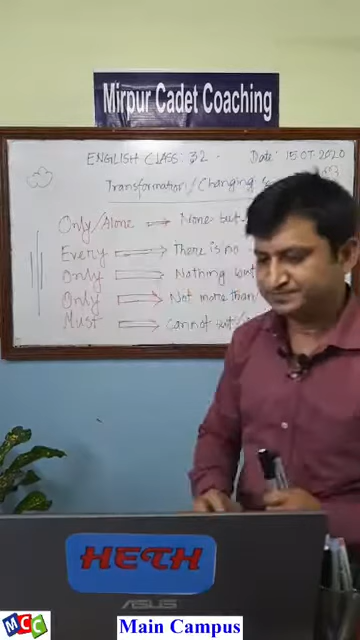 Mirpur Cadet Coaching
ENGLISH CLASS: 32 Date: 15.07.2020
Transformation/Changing
Only/Alone None but
Every There is no
Only Nothing but
Only Not more than
Must cannot but/
HECTH
ASUS
MCC
Main Campus